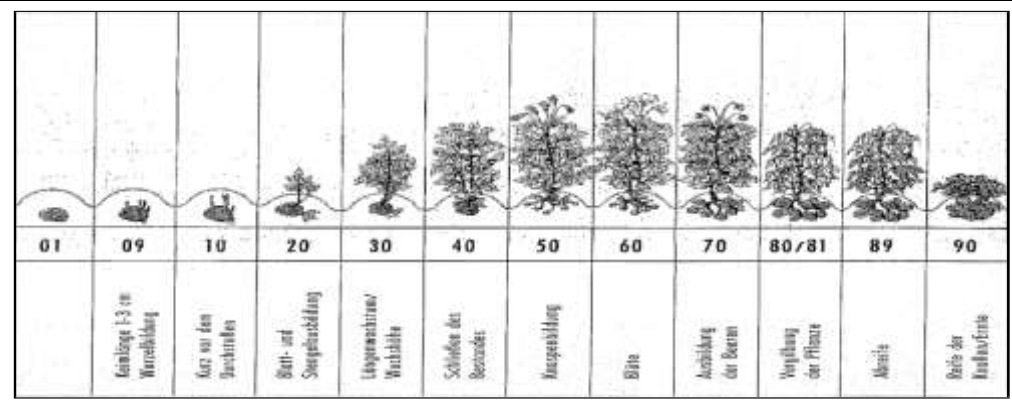 01 09 10 20 30 40 50 60 70 80/81 89 90
Keimlänge 1-3 cm
Wurzelbildung
Kurz vor dem
Durchstoßen
Blatt- und
Stengelausbildung
Längenwachstum/
Wuchshöhe
Schließen des
Bestandes
Knospenbildung
Blüte
Ausbildung
der Beeren
Vergilbung
der Pflanze
Abreife
Reife der
Knollen/Ernte